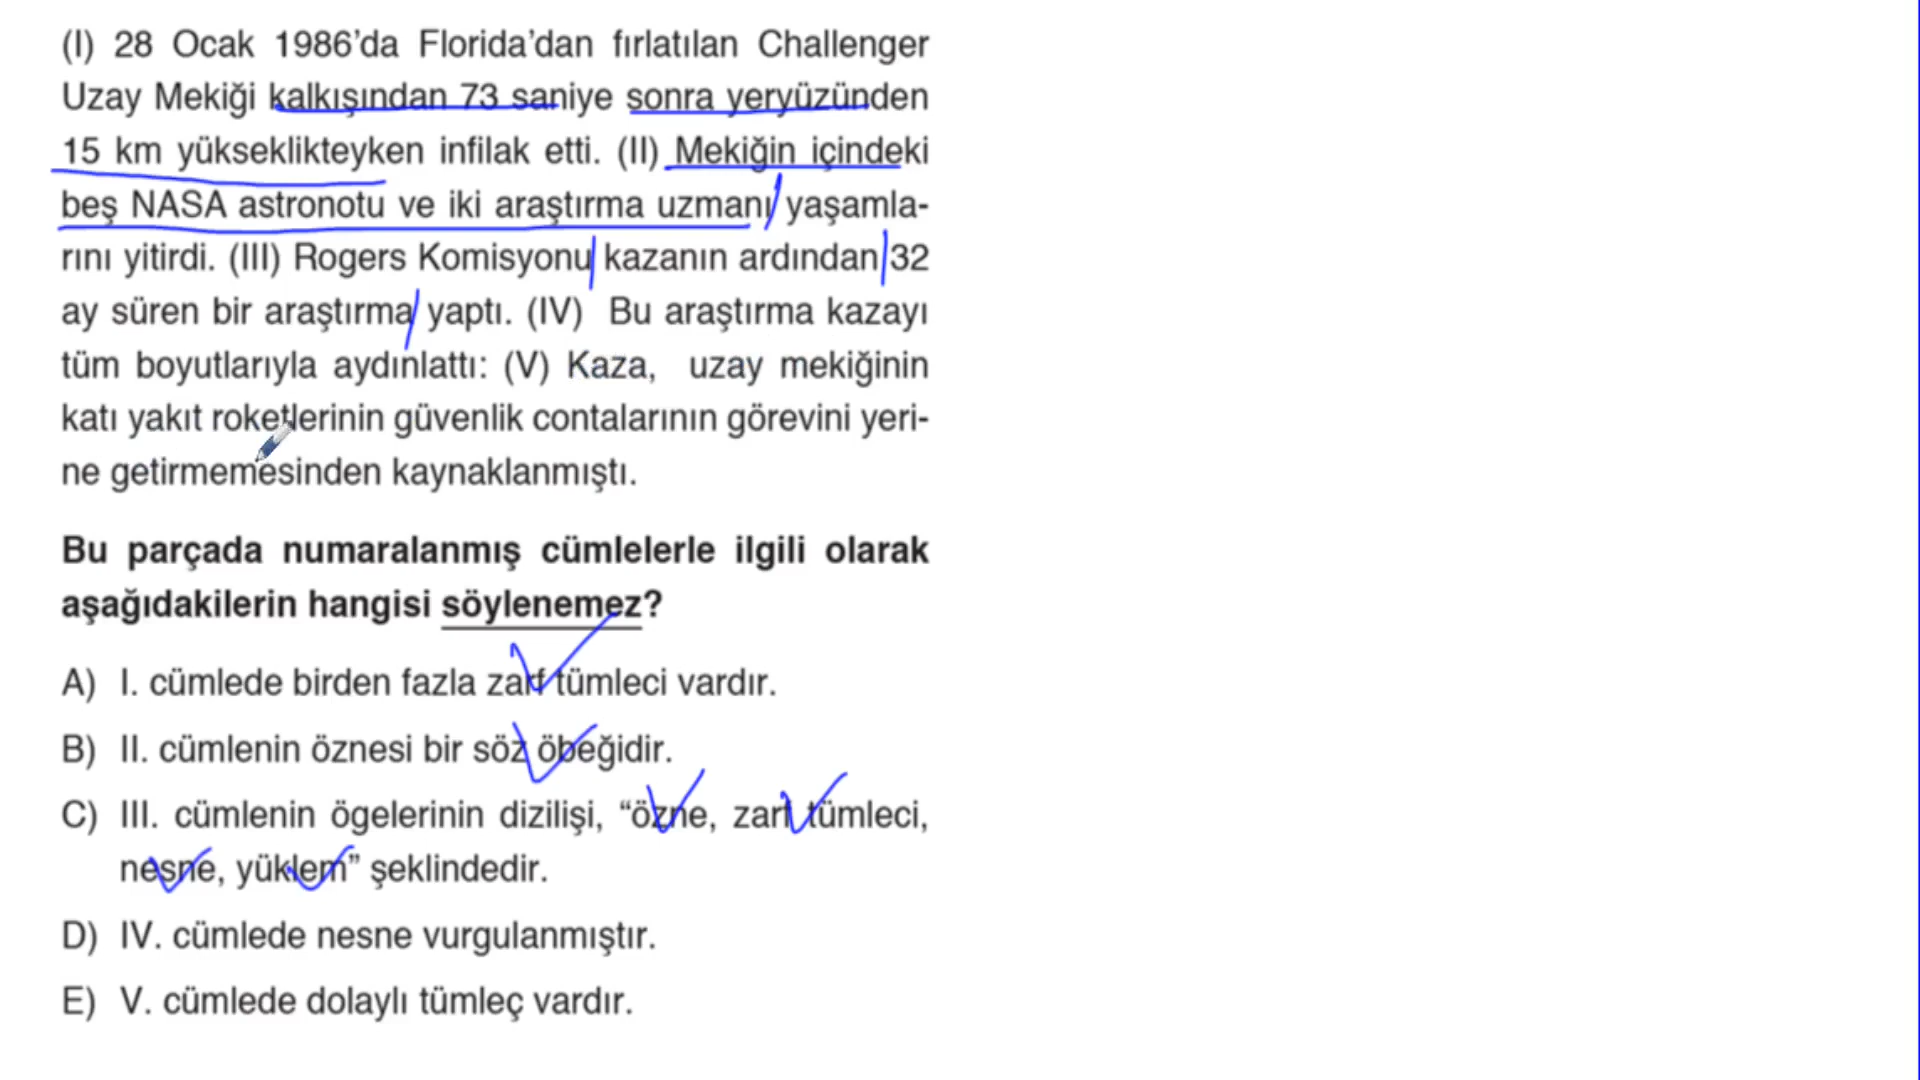 (I) 28 Ocak 1986’da Florida’dan fırlatılan Challenger
Uzay Mekiği kalkışından 73 saniye sonra yeryüzünden
15 km yükseklikteyken infilak etti. (II) Mekiğin içindeki
beş NASA astronotu ve iki araştırma uzmanı yaşamla-
rını yitirdi. (III) Rogers Komisyonu kazanın ardından 32
ay süren bir araştırma yaptı. (IV) Bu araştırma kazayı
tüm boyutlarıyla aydınlattı: (V) Kaza, uzay mekiğinin
katı yakıt roketlerinin güvenlik contalarının görevini yeri-
ne getirmemesinden kaynaklanmıştı.
Bu parçada numaralanmış cümlelerle ilgili olarak
aşağıdakilerin hangisi söylenemez?
A) I. cümlede birden fazla zarf tümleci vardır.
B) II. cümlenin öznesi bir söz öbeğidir.
C) III. cümlenin ögelerinin dizilişi, “özne, zarf tümleci,
nesne, yüklem” şeklindedir.
D) IV. cümlede nesne vurgulanmıştır.
E) V. cümlede dolaylı tümleç vardır.